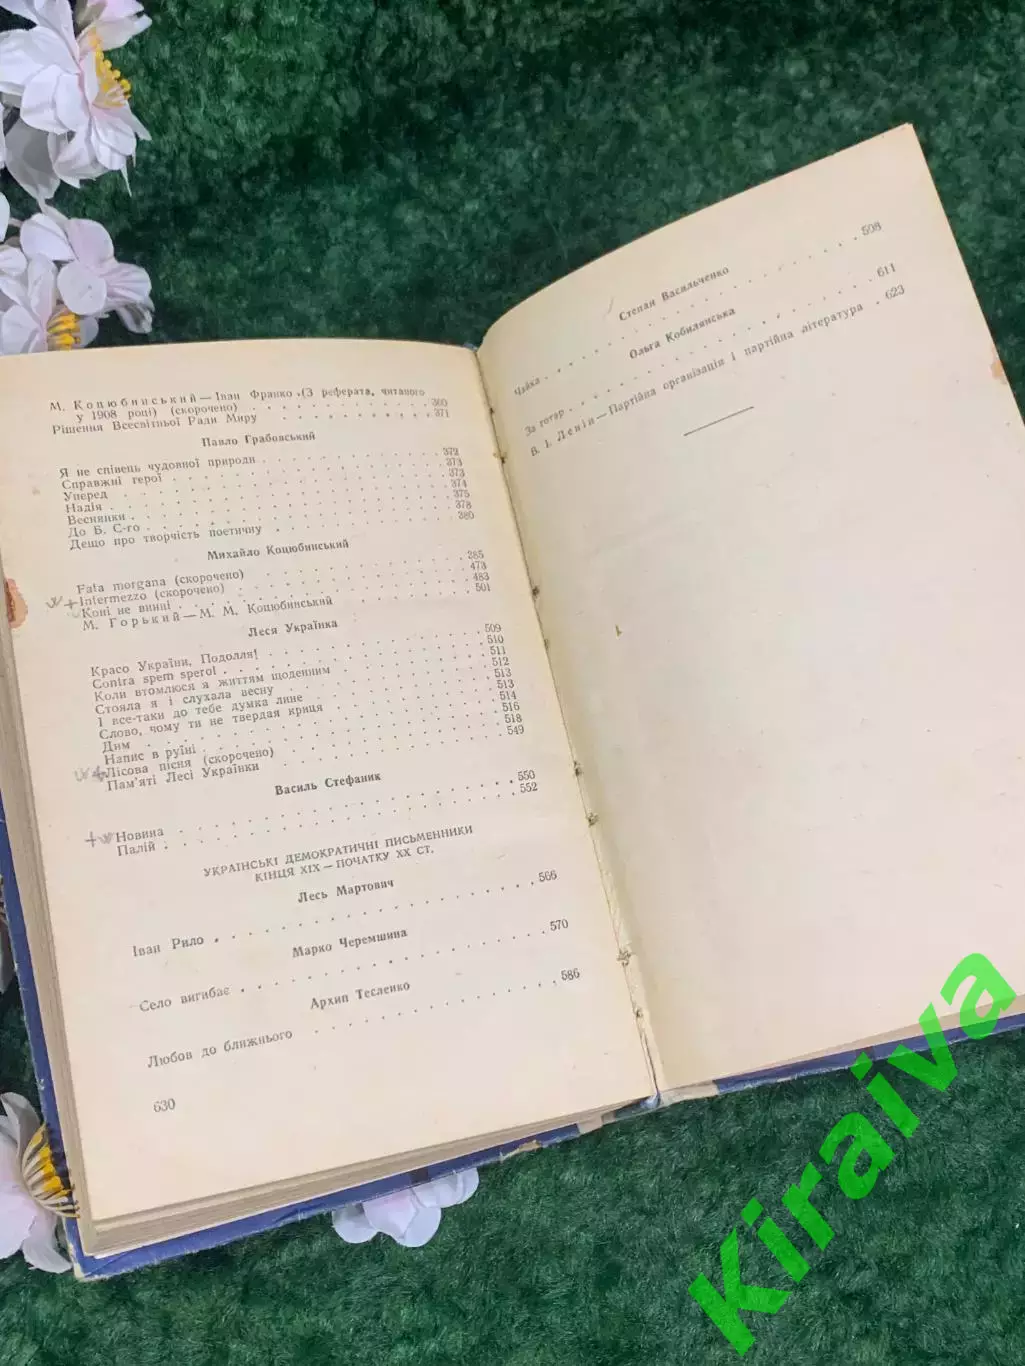 М. Коцюбинський — Іван Франко (З реферата, читаного
у 1908 році) (скорочено) . . . . . . . . . . 360
Рішення Всесвітньої Ради Миру . . . . . . . . . . 371
Павло Грабовський
Я не співець чудовної природи . . . . . . . . . . 372
Справжні герої . . . . . . . . . . 373
Уперед . . . . . . . . . . 373
Надія . . . . . . . . . . 374
Веснянки . . . . . . . . . . 375
До Б. С-го . . . . . . . . . . 378
Дещо про творчість поетичну . . . . . . . . . . 380
Михайло Коцюбинський
Fata morgana (скорочено) . . . . . . . . . . 385
Intermezzo (скорочено) . . . . . . . . . . 473
Коні не винні . . . . . . . . . . 483
М. Горький — М. М. Коцюбинський . . . . . . . . . . 501
Леся Українка
Красо України, Подолля! . . . . . . . . . . 509
Contra spem spero! . . . . . . . . . . 510
Коли втомлюся я життям щоденним . . . . . . . . . . 511
Стояла я і слухала весну . . . . . . . . . . 512
І все-таки до тебе думка лине . . . . . . . . . . 513
Слово, чому ти не твердая криця . . . . . . . . . . 513
Дим . . . . . . . . . . 514
Напис в руїні . . . . . . . . . . 516
Лісова пісня (скорочено) . . . . . . . . . . 518
Пам'яті Лесі Українки . . . . . . . . . . 549
Василь Стефаник
Новина . . . . . . . . . . 550
Палій . . . . . . . . . . 552
УКРАЇНСЬКІ ДЕМОКРАТИЧНІ ПИСЬМЕННИКИ
КІНЦЯ XIX — ПОЧАТКУ XX СТ.
Лесь Мартович
Іван Рило . . . . . . . . . . 566
Марко Черемшина
Село вигибає . . . . . . . . . . 570
Архип Тесленко
Любов до ближнього . . . . . . . . . . 586
630
Степан Васильченко
Чайка . . . . . . . . . . 508
Ольга Кобилянська
За готар . . . . . . . . . . 611
В. І. Ленін — Партійна організація і партійна література . 623
Kiraiva